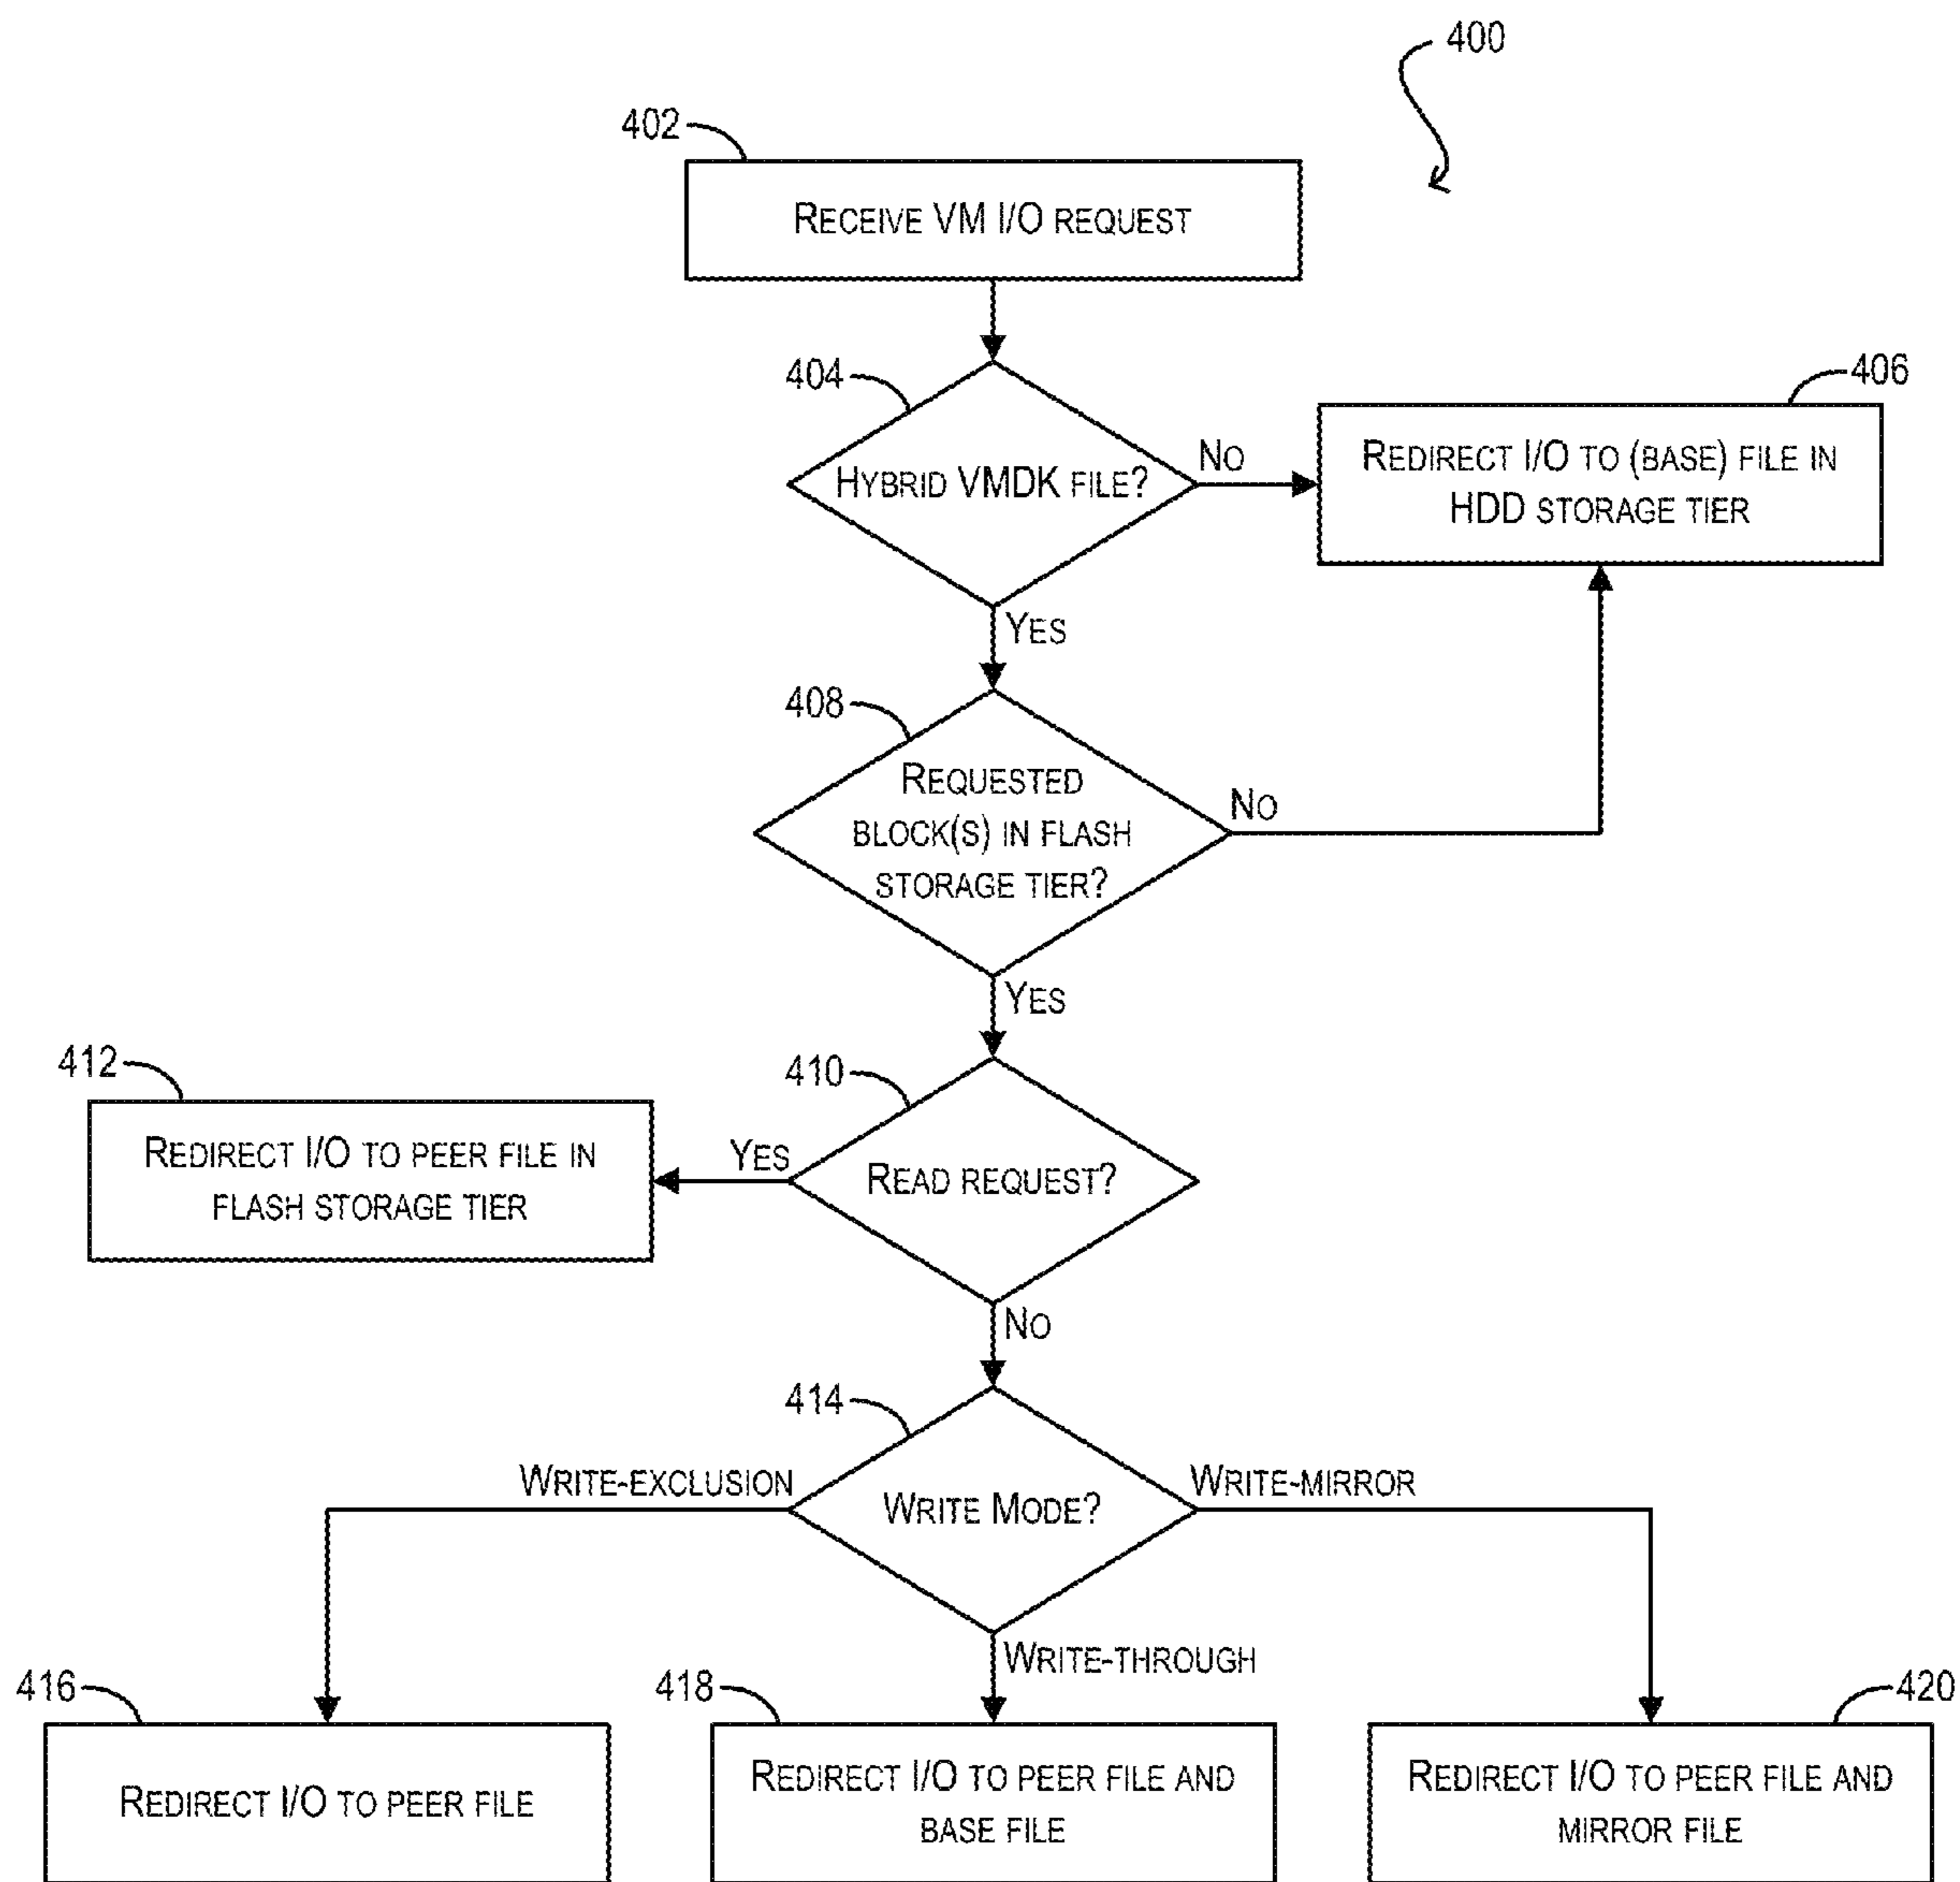 400
402
RECEIVE VM I/O REQUEST
404
HYBRID VMDK FILE?
NO
406
REDIRECT I/O TO (BASE) FILE IN
HDD STORAGE TIER
YES
408
REQUESTED
BLOCK(S) IN FLASH
STORAGE TIER?
NO
YES
412
REDIRECT I/O TO PEER FILE IN
FLASH STORAGE TIER
410
YES
READ REQUEST?
NO
414
WRITE-EXCLUSION
WRITE MODE?
WRITE-MIRROR
WRITE-THROUGH
416
REDIRECT I/O TO PEER FILE
418
REDIRECT I/O TO PEER FILE AND
BASE FILE
420
REDIRECT I/O TO PEER FILE AND
MIRROR FILE